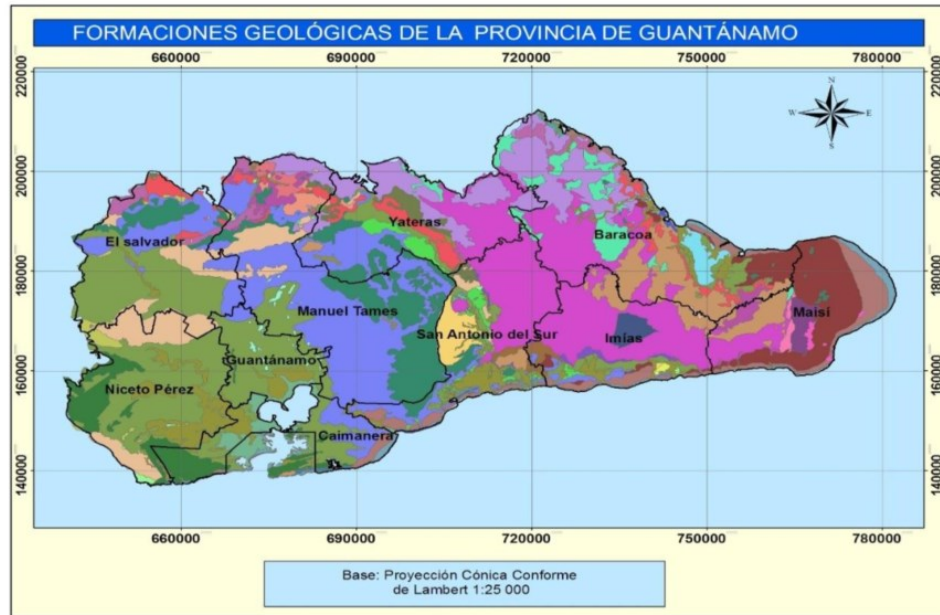 FORMACIONES GEOLÓGICAS DE LA PROVINCIA DE GUANTÁNAMO
660000 690000 720000 750000 780000
220000 220000
N
W E
S
200000 200000
Yateras
Baracoa
El salvador
180000 180000
Manuel Tames
Maisí
San Antonio del Sur
Imías
Guantánamo
160000 160000
Niceto Pérez
Caimanera
140000 140000
660000 690000 720000 750000 780000
Base: Proyección Cónica Conforme
de Lambert 1:25 000